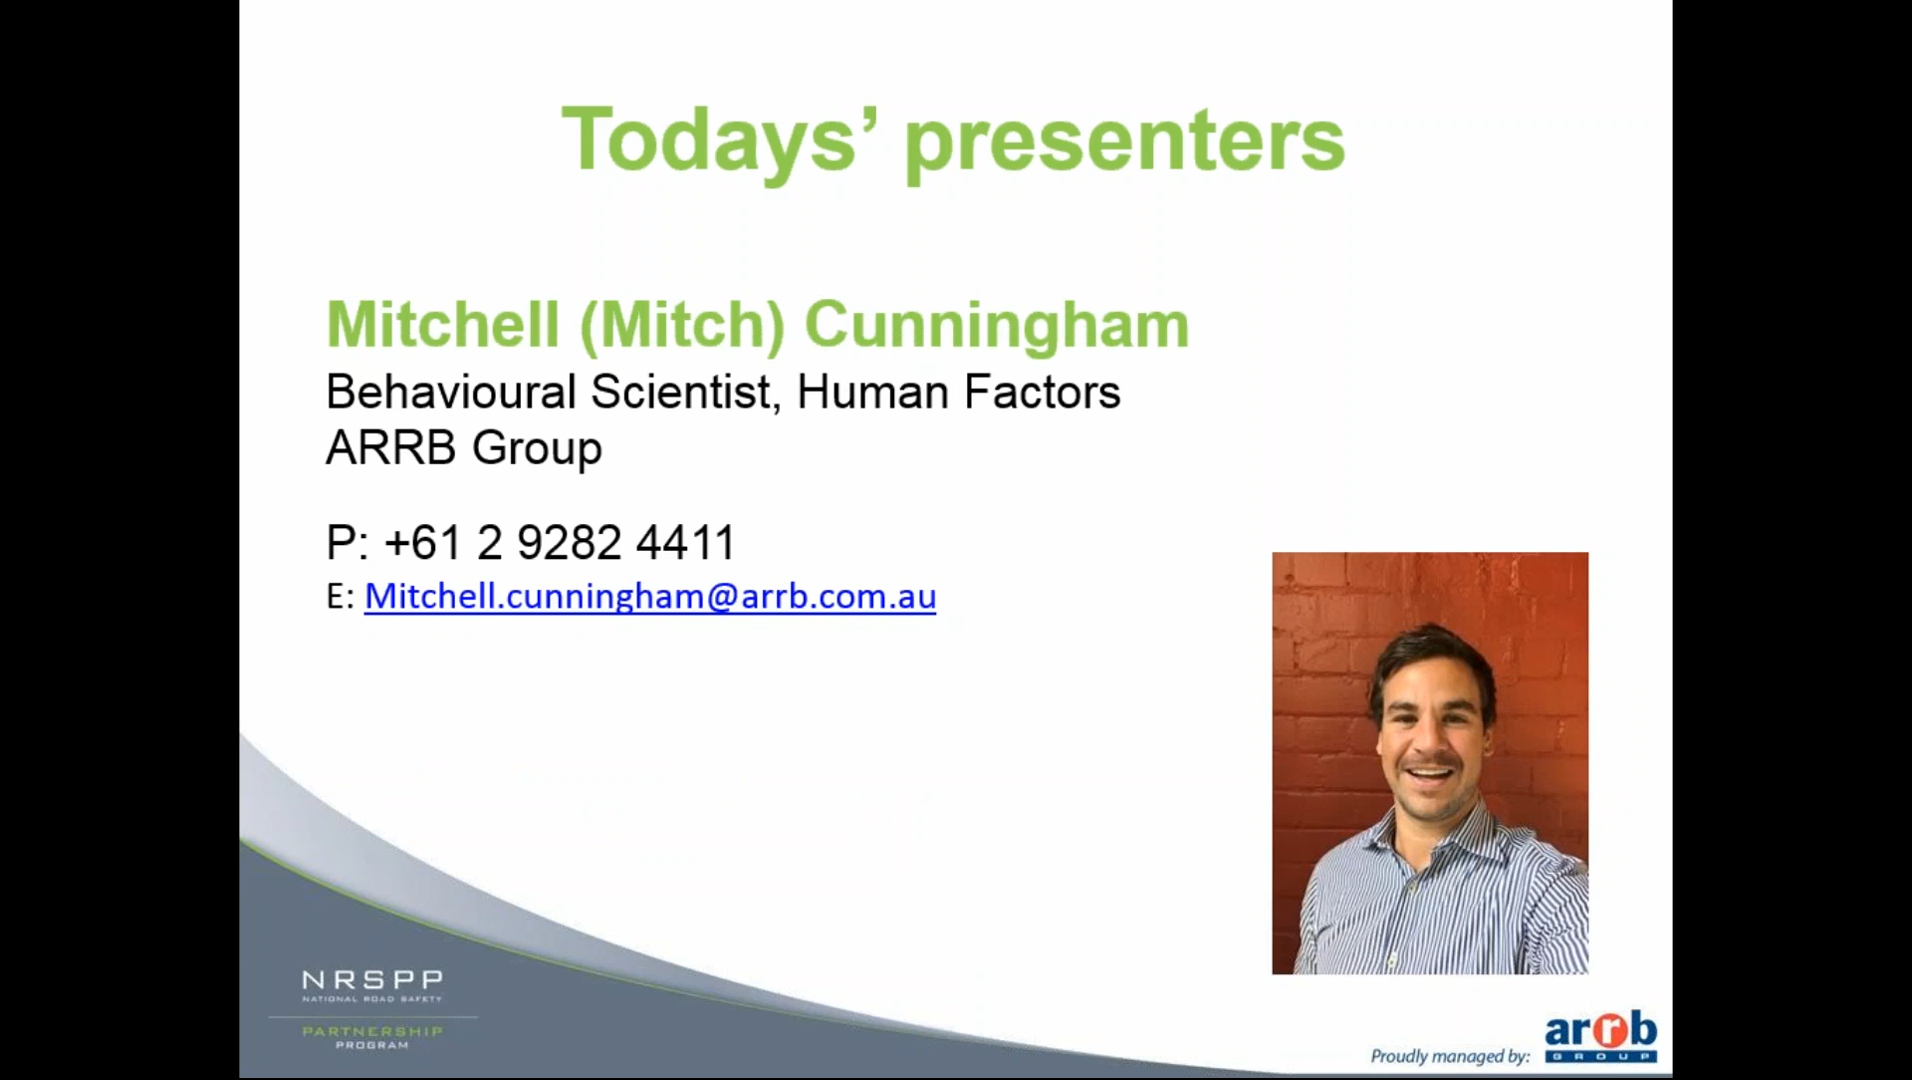 Todays’ presenters
Mitchell (Mitch) Cunningham
Behavioural Scientist, Human Factors
ARRB Group
P: +61 2 9282 4411
E: Mitchell.cunningham@arrb.com.au
NRSPP
NATIONAL ROAD SAFETY
PARTNERSHIP
PROGRAM
Proudly managed by:
arrb
GROUP